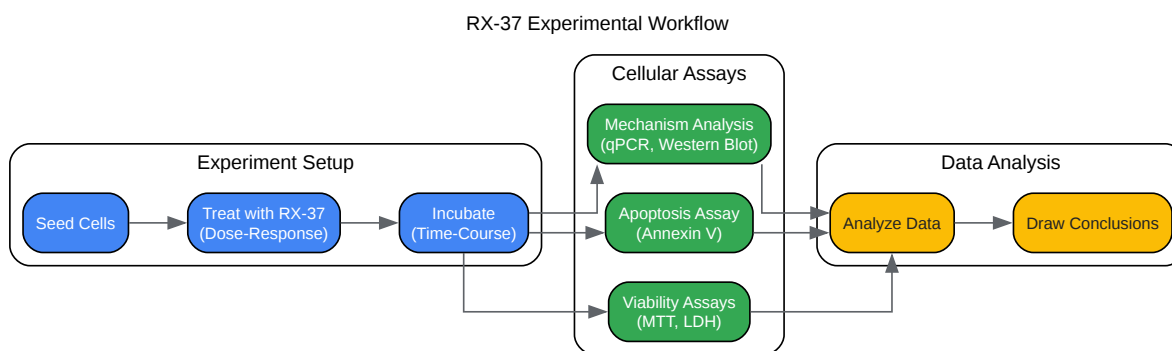 RX-37 Experimental Workflow
Experiment Setup
Seed Cells
Treat with RX-37
(Dose-Response)
Incubate
(Time-Course)
Cellular Assays
Mechanism Analysis
(qPCR, Western Blot)
Apoptosis Assay
(Annexin V)
Viability Assays
(MTT, LDH)
Data Analysis
Analyze Data
Draw Conclusions